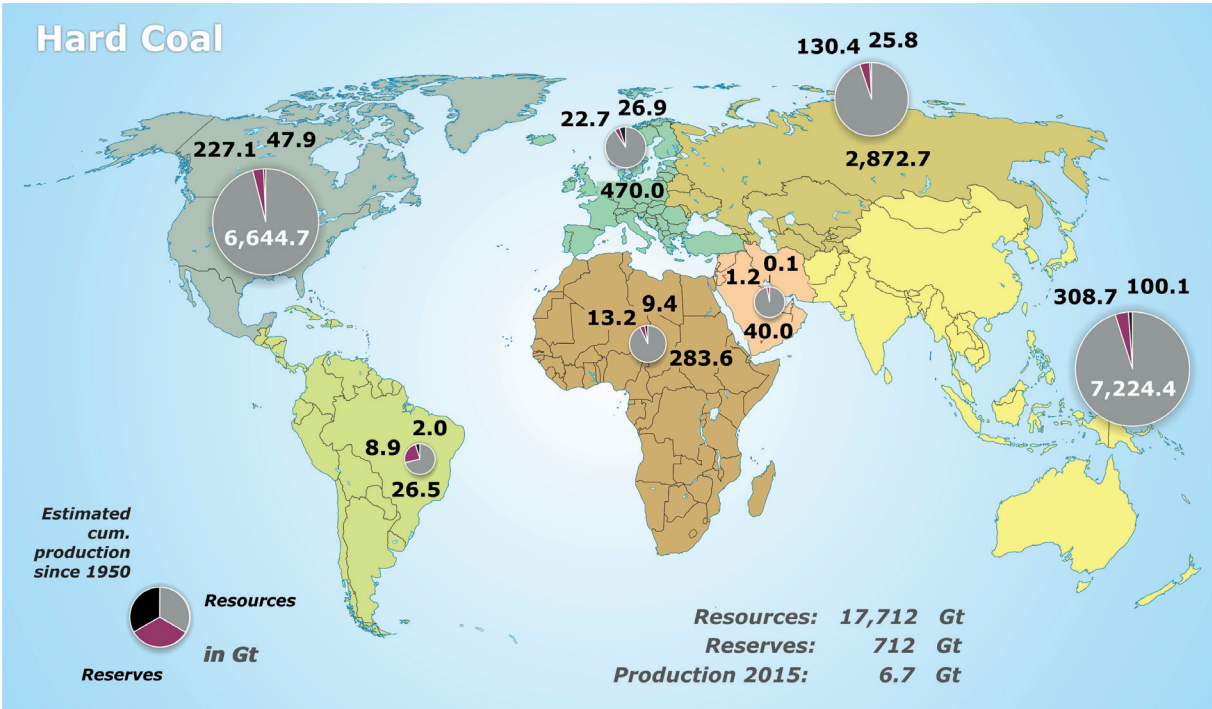 Hard Coal
130.4 25.8
2,872.7
22.7 26.9
470.0
227.1 47.9
6,644.7
1.2 0.1
40.0
308.7 100.1
7,224.4
13.2 9.4
283.6
8.9 2.0
26.5
Estimated
cum.
production
since 1950
Resources
in Gt
Reserves
Resources: 17,712 Gt
Reserves: 712 Gt
Production 2015: 6.7 Gt